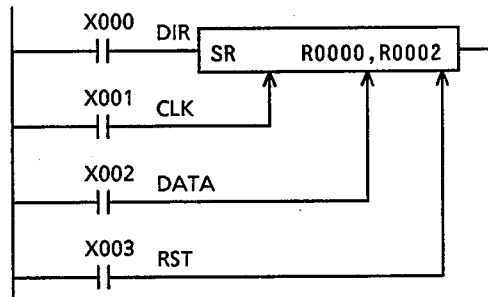 X000 DIR
SR R0000,R0002
X001 CLK
X002 DATA
X003 RST